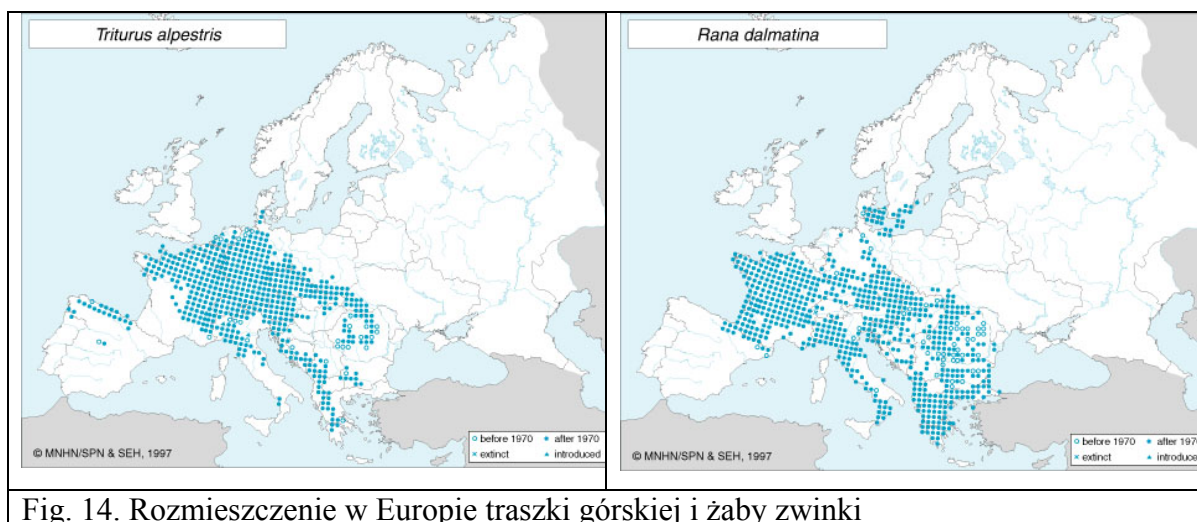 Triturus alpestris
© MNHN/SPN & SEH, 1997
○ before 1970 ● after 1970
× extinct ▲ introduced
Rana dalmatina
© MNHN/SPN & SEH, 1997
○ before 1970 ● after 1970
× extinct ▲ introduced
Fig. 14. Rozmieszczenie w Europie traszki górskiej i żaby zwinki